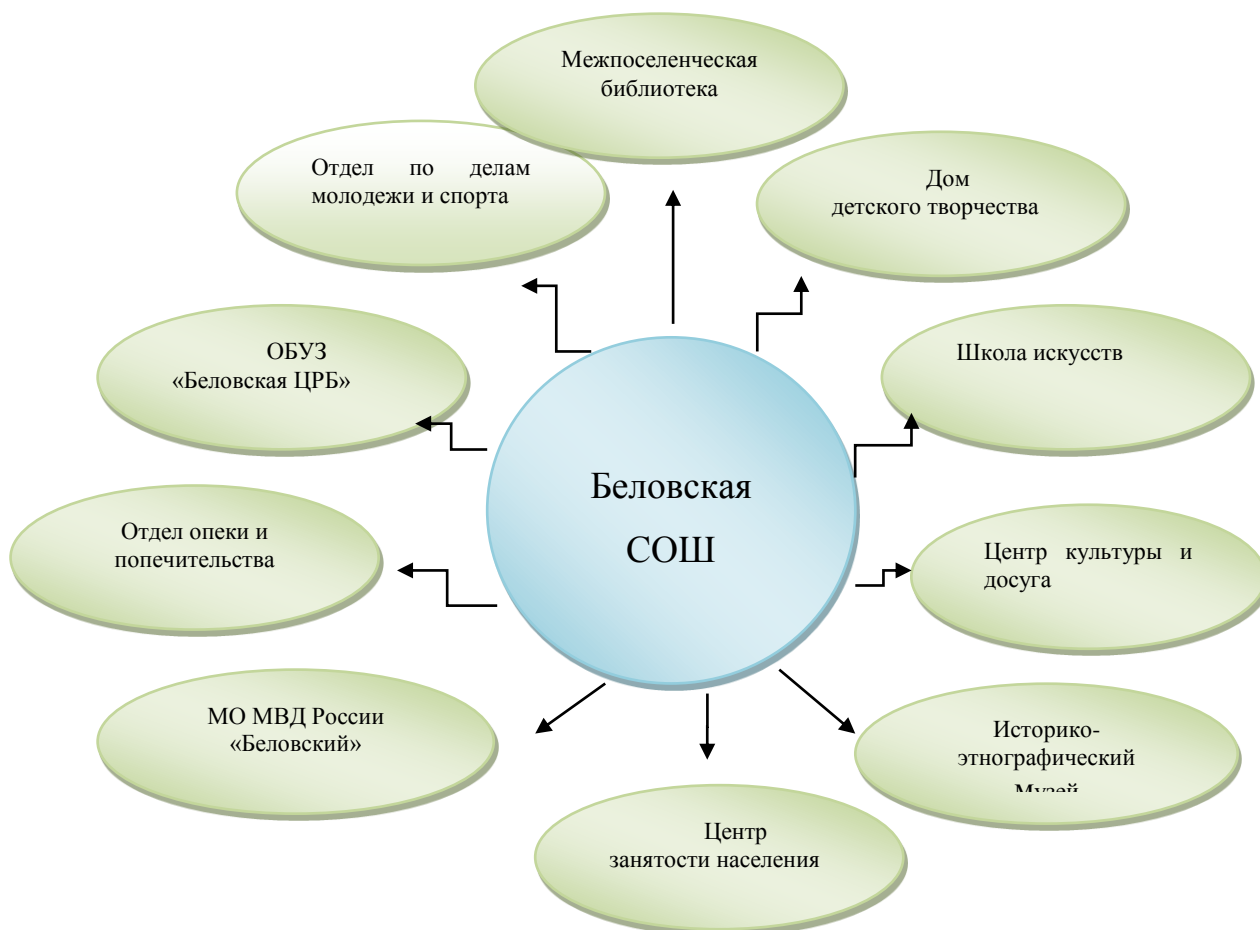 Межпоселенческая
библиотека
Отдел по делам
молодежи и спорта
Дом
детского творчества
ОБУЗ
«Беловская ЦРБ»
Школа искусств
Беловская
СОШ
Отдел опеки и
попечительства
Центр культуры и
досуга
МО МВД России
«Беловский»
Историко-
этнографический
Музей
Центр
занятости населения